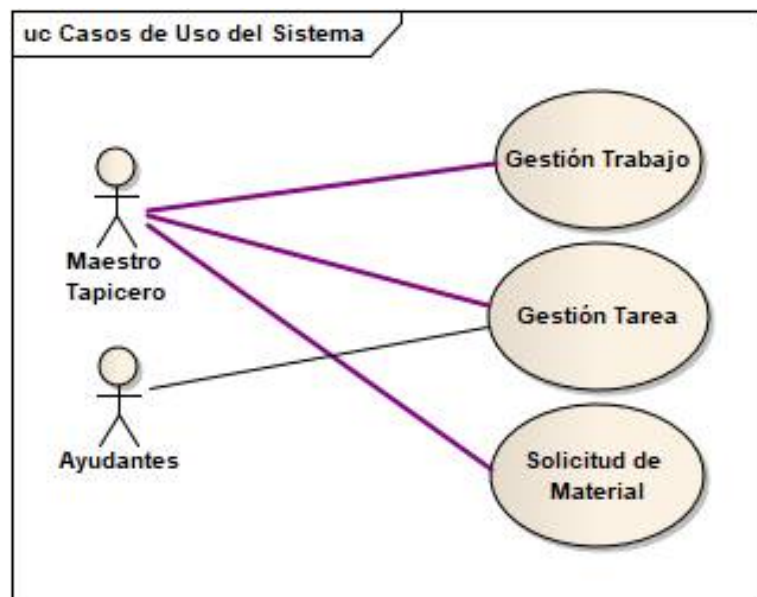 uc Casos de Uso del Sistema
Gestión Trabajo
Maestro
Tapicero
Gestión Tarea
Ayudantes
Solicitud de
Material